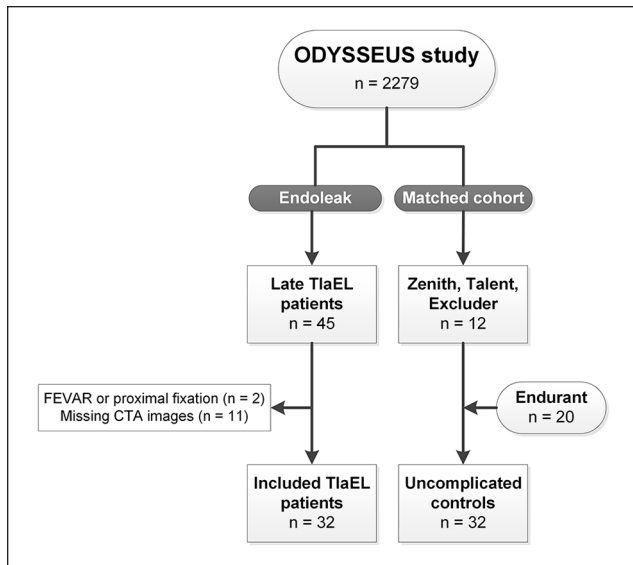 ODYSSEUS study
n = 2279
Endoleak
Matched cohort
Late TIaEL
patients
n = 45
Zenith, Talent,
Excluder
n = 12
FEVAR or proximal fixation (n = 2)
Missing CTA images (n = 11)
Endurant
n = 20
Included TIaEL
patients
n = 32
Uncomplicated
controls
n = 32